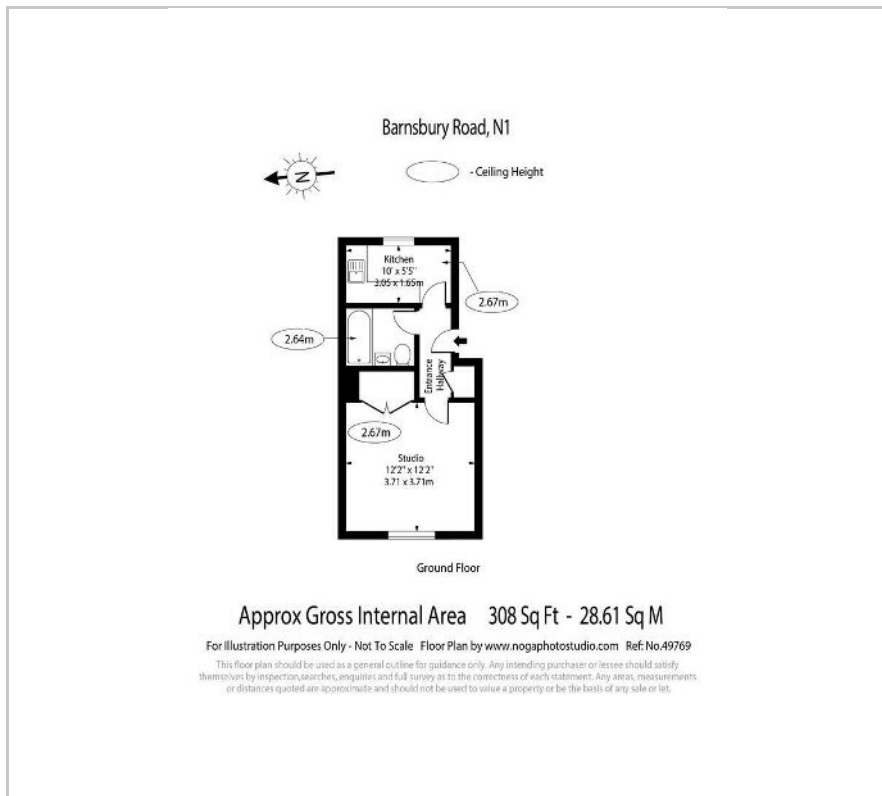 Barnsbury Road, N1
N
- Ceiling Height
Kitchen
10' x 5'5"
3.05 x 1.65m
2.67m
2.64m
Entrance
Hallway
2.67m
Studio
12'2" x 12'2"
3.71 x 3.71m
Ground Floor
Approx Gross Internal Area 308 Sq Ft - 28.61 Sq M
For Illustration Purposes Only - Not To Scale Floor Plan by www.nogaphotostudio.com Ref: No.49769
This floor plan should be used as a general outline for guidance only. Any intending purchaser or lessee should satisfy
themselves by inspection,searches, enquiries and full survey as to the correctness of each statement. Any areas, measurements
or distances quoted are approximate and should not be used to value a property or be the basis of any sale or let.